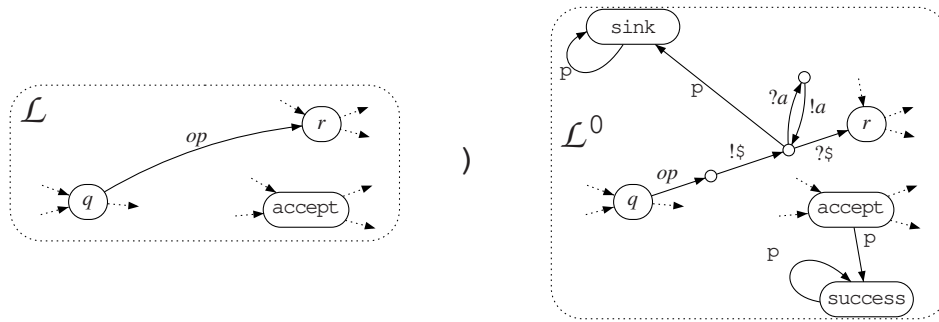 sink
p
p
?a
!a
r
ℒ
op
r
)
ℒ0
!$
?$
q
accept
q
op
accept
p
p
success